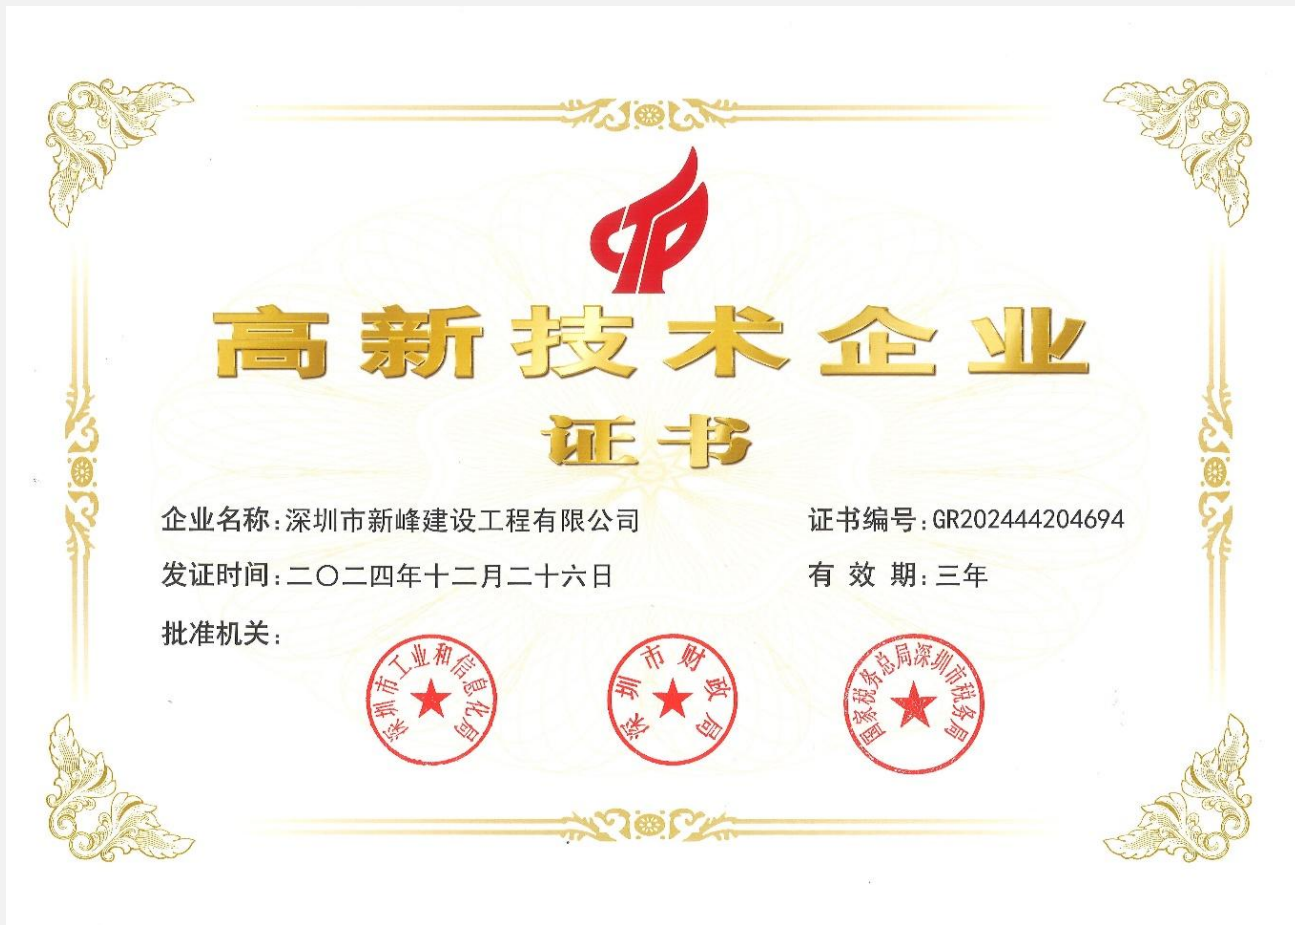 高新技术企业
证书
企业名称:深圳市新峰建设工程有限公司
证书编号:GR202444204694
发证时间:二〇二四年十二月二十六日
有 效 期:三年
批准机关:
深圳市工业和信息化局
深圳市财政局
国家税务总局深圳市税务局